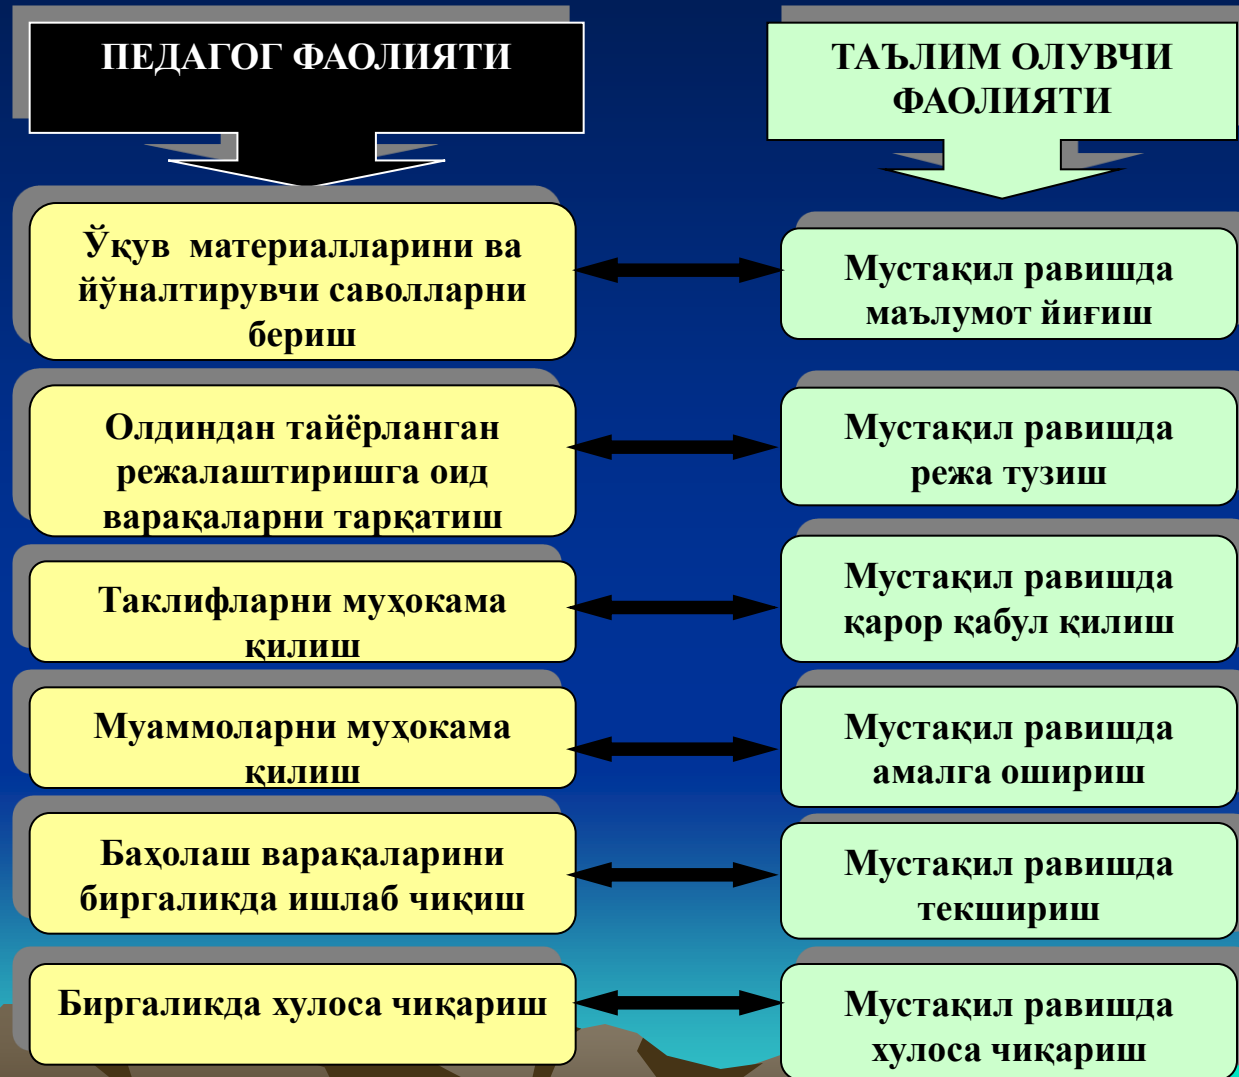 ПЕДАГОГ ФАОЛИЯТИ
ТАЪЛИМ ОЛУВЧИ
ФАОЛИЯТИ
Ўқув материалларини ва
йўналтирувчи саволларни
бериш
Мустақил равишда
маълумот йиғиш
Олдиндан тайёрланган
режалаштиришга оид
варақаларни тарқатиш
Мустақил равишда
режа тузиш
Таклифларни муҳокама
қилиш
Мустақил равишда
қарор қабул қилиш
Муаммоларни муҳокама
қилиш
Мустақил равишда
амалга ошириш
Баҳолаш варақаларини
биргаликда ишлаб чиқиш
Мустақил равишда
текшириш
Биргаликда хулоса чиқариш
Мустақил равишда
хулоса чиқариш